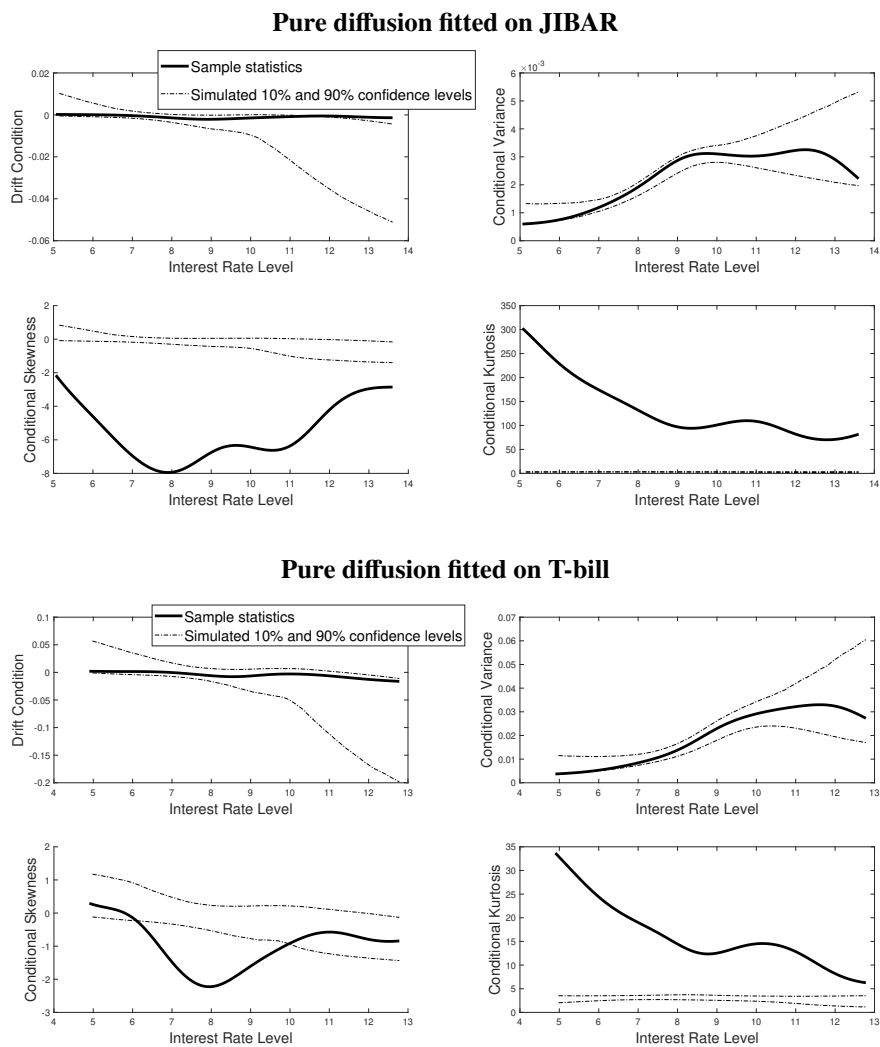 Pure diffusion fitted on JIBAR
Sample statistics
Simulated 10% and 90% confidence levels
Drift Condition
0.02
0
-0.02
-0.04
-0.06
5 6 7 8 9 10 11 12 13 14
Interest Rate Level
×10⁻³
Conditional Variance
6
5
4
3
2
1
0
5 6 7 8 9 10 11 12 13 14
Interest Rate Level
Conditional Skewness
2
0
-2
-4
-6
-8
5 6 7 8 9 10 11 12 13 14
Interest Rate Level
Conditional Kurtosis
350
300
250
200
150
100
50
0
5 6 7 8 9 10 11 12 13 14
Interest Rate Level
Pure diffusion fitted on T-bill
Sample statistics
Simulated 10% and 90% confidence levels
Drift Condition
0.1
0.05
0
-0.05
-0.1
-0.15
-0.2
4 5 6 7 8 9 10 11 12 13
Interest Rate Level
Conditional Variance
0.07
0.06
0.05
0.04
0.03
0.02
0.01
0
4 5 6 7 8 9 10 11 12 13
Interest Rate Level
Conditional Skewness
2
1
0
-1
-2
-3
4 5 6 7 8 9 10 11 12 13
Interest Rate Level
Conditional Kurtosis
35
30
25
20
15
10
5
0
4 5 6 7 8 9 10 11 12 13
Interest Rate Level